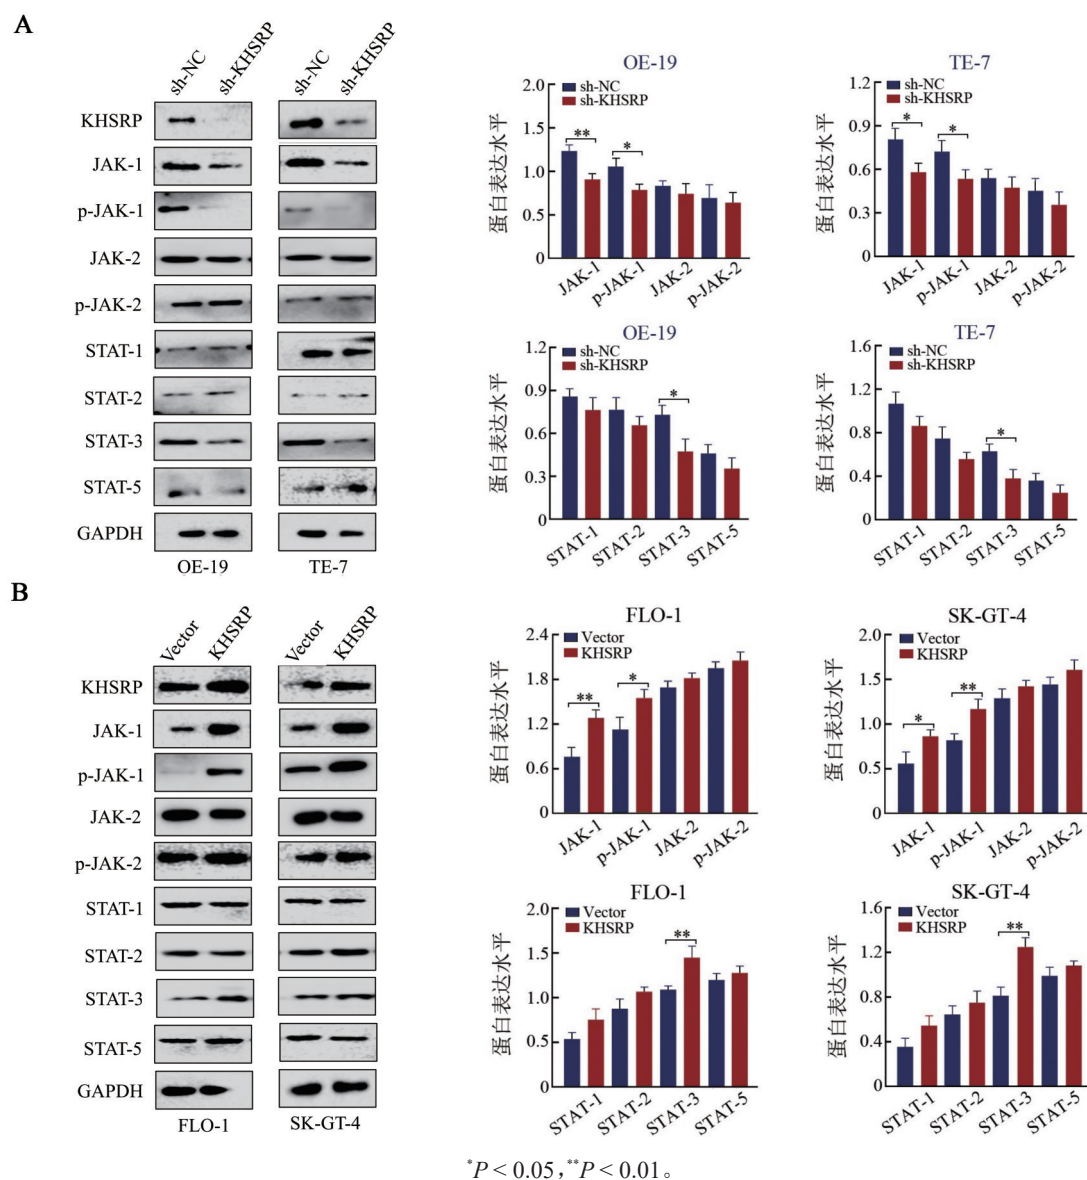 A
sh-NC sh-KHSRP sh-NC sh-KHSRP
KHSRP
JAK-1
p-JAK-1
JAK-2
p-JAK-2
STAT-1
STAT-2
STAT-3
STAT-5
GAPDH
OE-19 TE-7
OE-19
蛋白表达水平
2.0
1.5
1.0
0.5
0
sh-NC
sh-KHSRP
** *
JAK-1 p-JAK-1 JAK-2 p-JAK-2
TE-7
蛋白表达水平
1.2
0.9
0.6
0.3
0
sh-NC
sh-KHSRP
* *
JAK-1 p-JAK-1 JAK-2 p-JAK-2
OE-19
蛋白表达水平
1.2
0.9
0.6
0.3
0
sh-NC
sh-KHSRP
*
STAT-1 STAT-2 STAT-3 STAT-5
TE-7
蛋白表达水平
1.6
1.2
0.8
0.4
0
sh-NC
sh-KHSRP
*
STAT-1 STAT-2 STAT-3 STAT-5
B
Vector KHSRP Vector KHSRP
KHSRP
JAK-1
p-JAK-1
JAK-2
p-JAK-2
STAT-1
STAT-2
STAT-3
STAT-5
GAPDH
FLO-1 SK-GT-4
FLO-1
蛋白表达水平
2.4
1.8
1.2
0.6
0
Vector
KHSRP
** *
JAK-1 p-JAK-1 JAK-2 p-JAK-2
SK-GT-4
蛋白表达水平
2.0
1.5
1.0
0.5
0
Vector
KHSRP
* **
JAK-1 p-JAK-1 JAK-2 p-JAK-2
FLO-1
蛋白表达水平
2.0
1.5
1.0
0.5
0
Vector
KHSRP
**
STAT-1 STAT-2 STAT-3 STAT-5
SK-GT-4
蛋白表达水平
1.6
1.2
0.8
0.4
0
Vector
KHSRP
**
STAT-1 STAT-2 STAT-3 STAT-5
*P < 0.05，**P < 0.01。